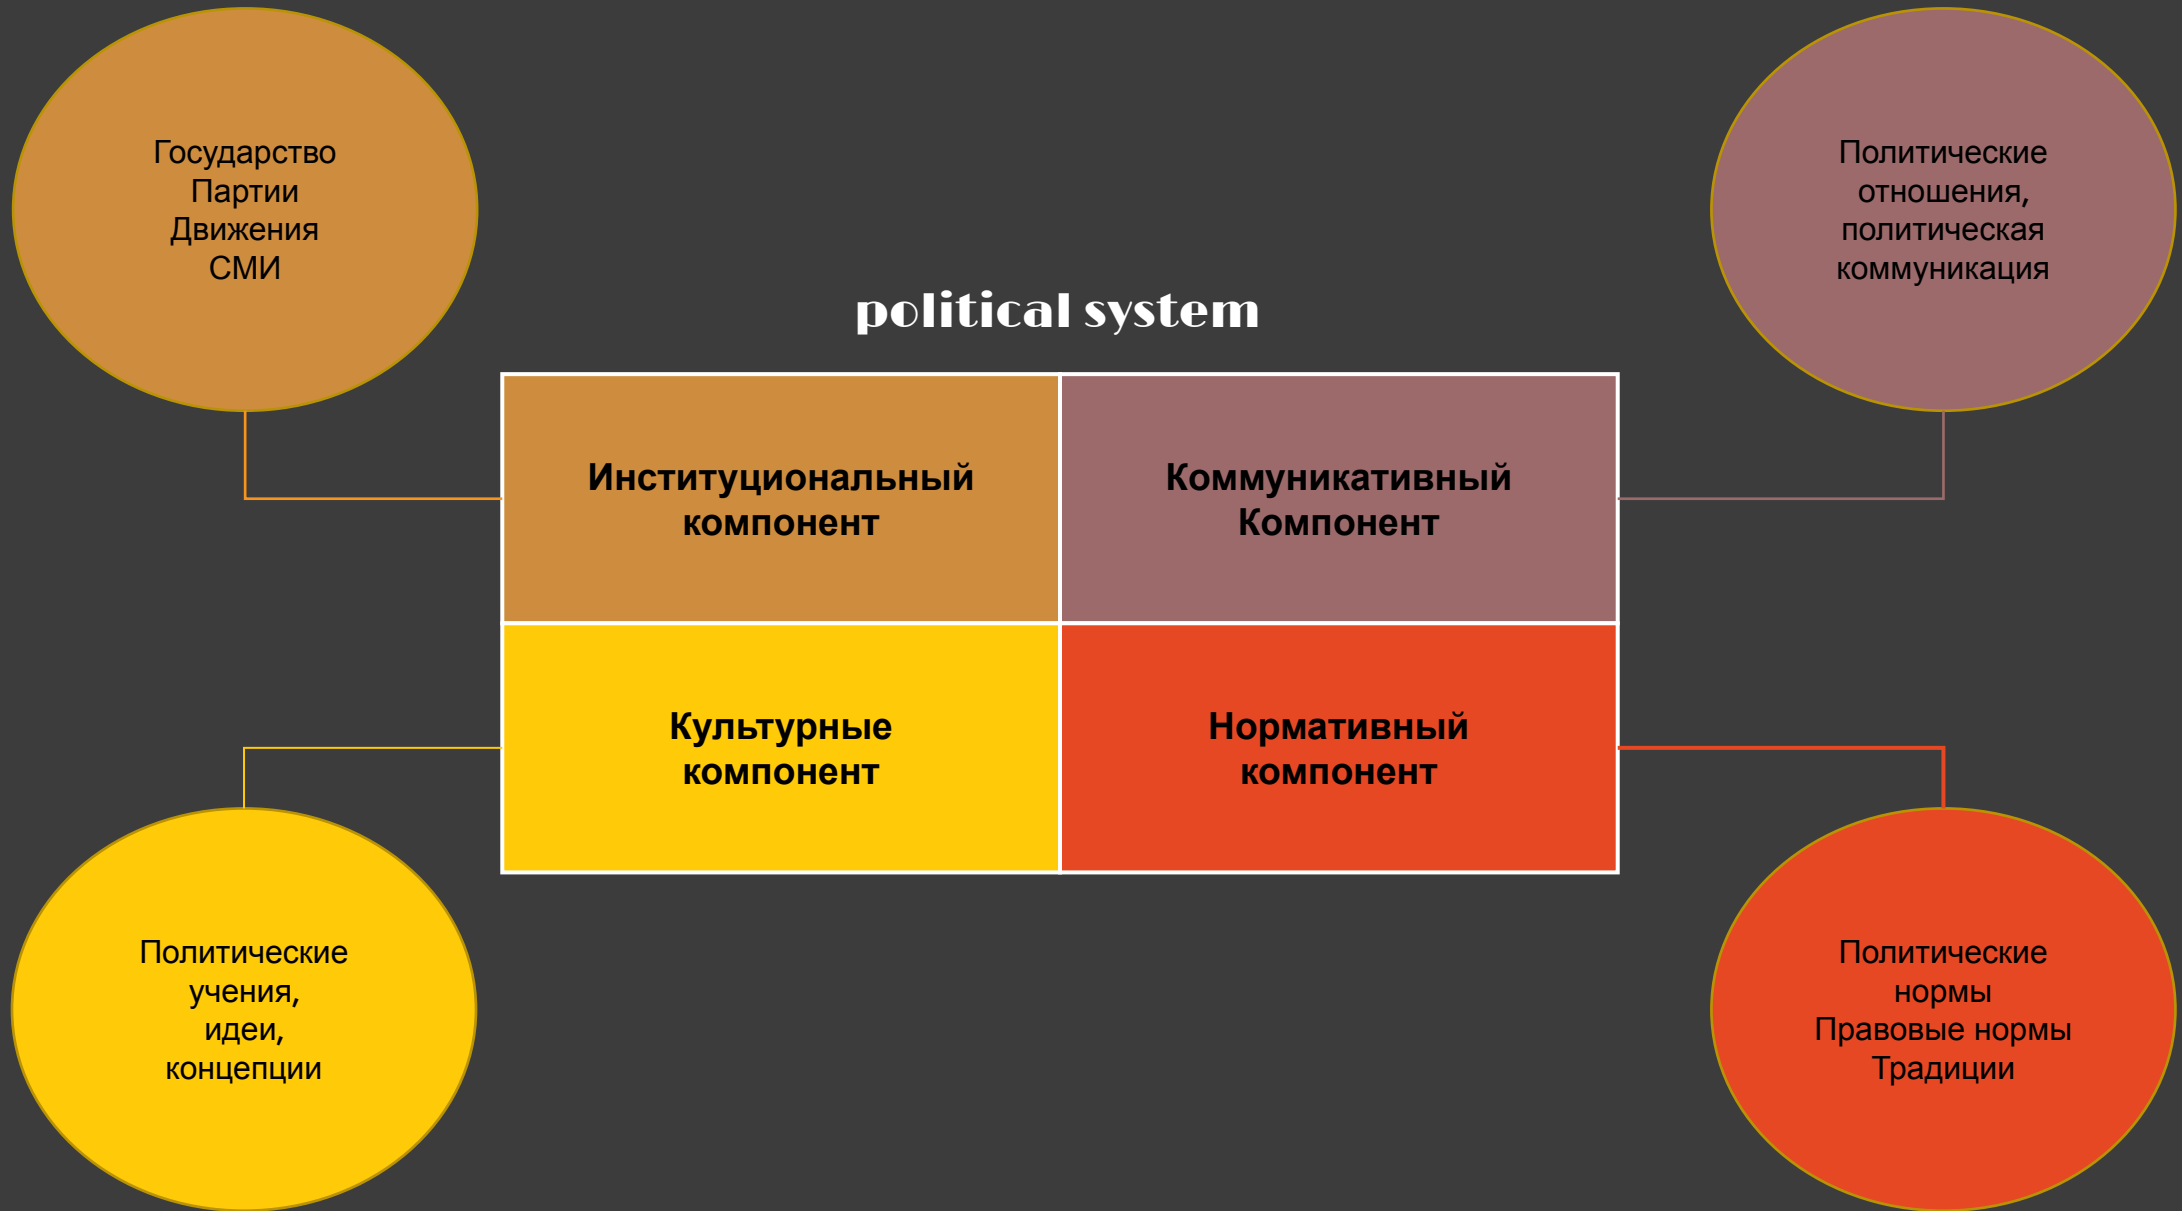 Государство
Партии
Движения
СМИ
Политические
отношения,
политическая
коммуникация
political system
Институциональный
компонент
Коммуникативный
Компонент
Культурные
компонент
Нормативный
компонент
Политические
учения,
идеи,
концепции
Политические
нормы
Правовые нормы
Традиции